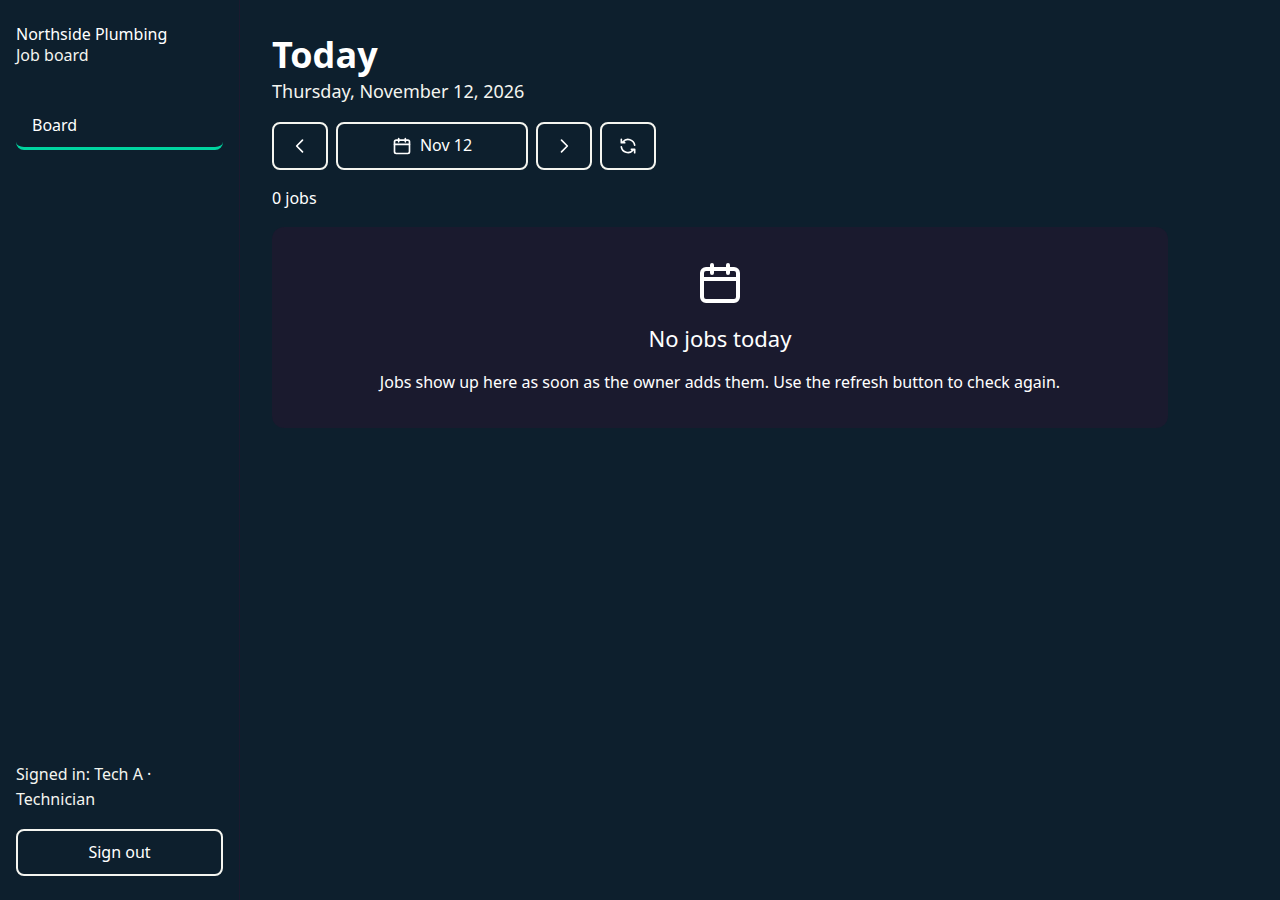 Northside Plumbing
Job board
Board
Signed in: Tech A ·
Technician
Sign out
Today
Thursday, November 12, 2026
Nov 12
0 jobs
No jobs today
Jobs show up here as soon as the owner adds them. Use the refresh button to check again.